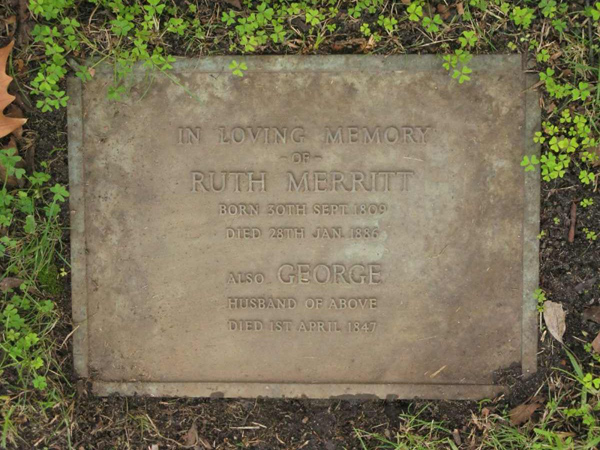 IN LOVING MEMORY
-OF-
RUTH MERRITT
BORN 30TH SEPT. 1809
DIED 28TH JAN. 1886
ALSO GEORGE
HUSBAND OF ABOVE
DIED 1ST APRIL 1847